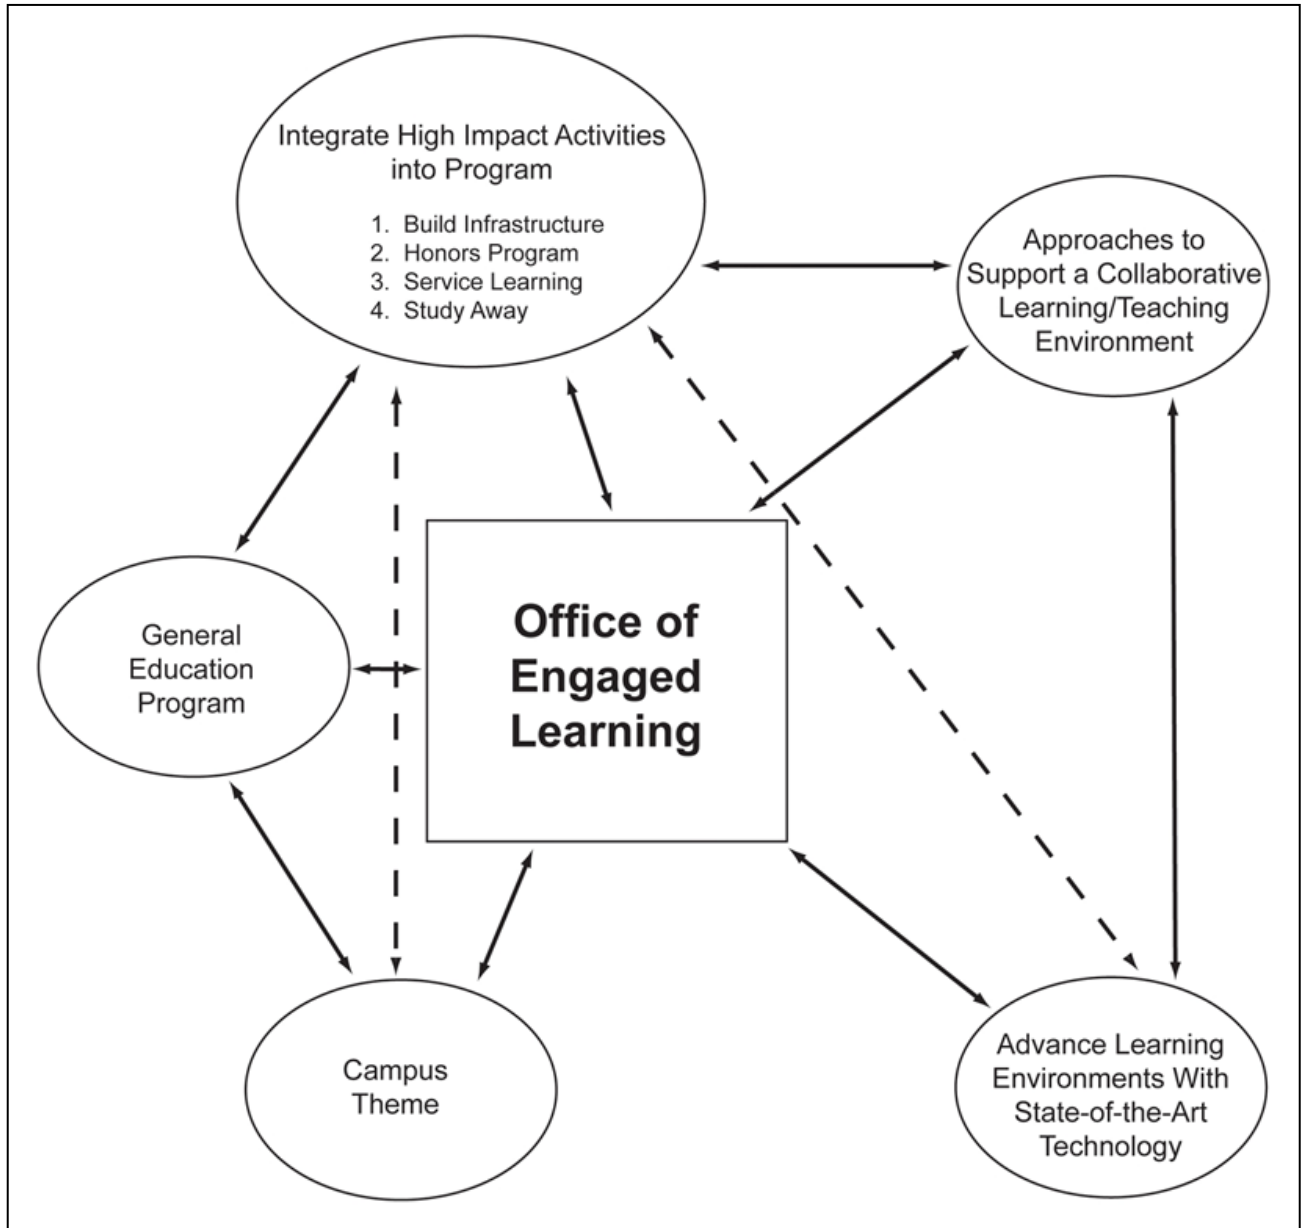 Integrate High Impact Activities
into Program
1. Build Infrastructure
2. Honors Program
3. Service Learning
4. Study Away
Approaches to
Support a Collaborative
Learning/Teaching
Environment
General
Education
Program
Office of
Engaged
Learning
Campus
Theme
Advance Learning
Environments With
State-of-the-Art
Technology